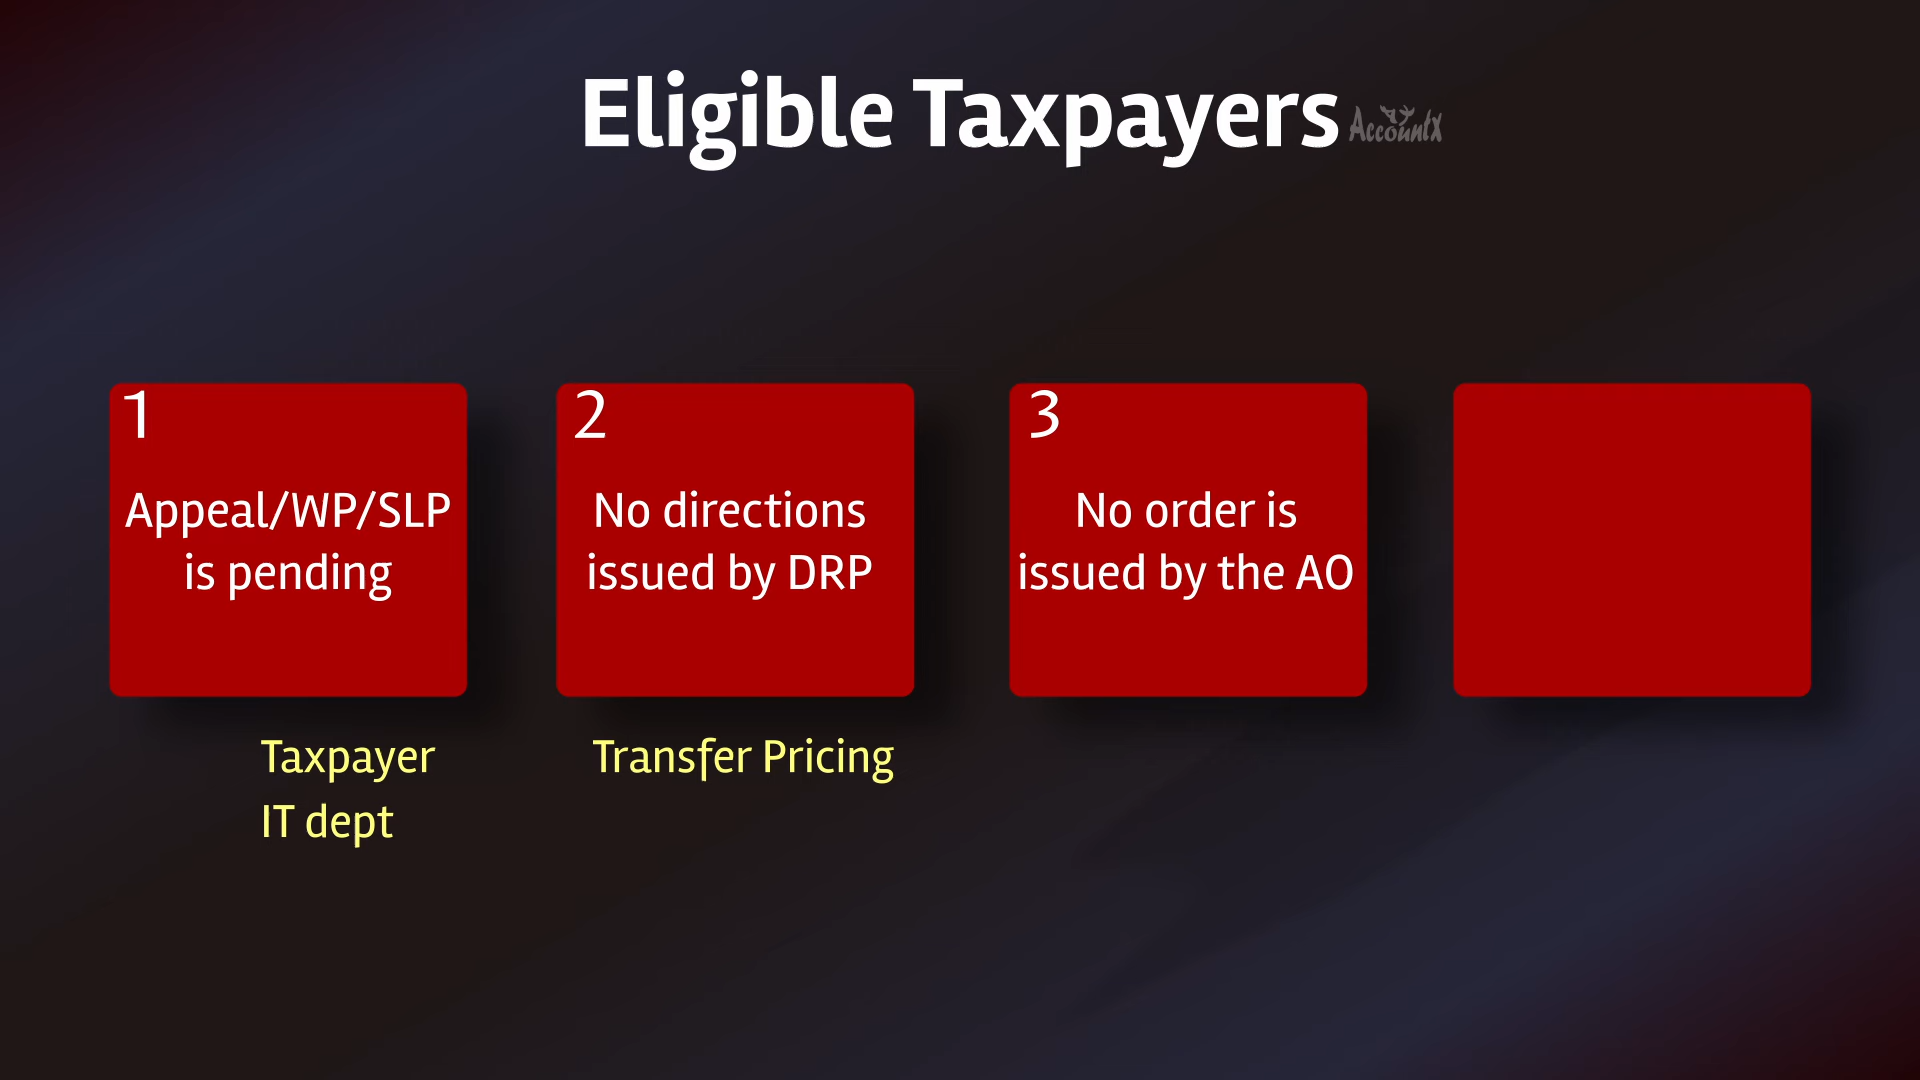 Eligible Taxpayers
AccountX
1
Appeal/WP/SLP
is pending
2
No directions
issued by DRP
3
No order is
issued by the AO
Taxpayer
IT dept
Transfer Pricing